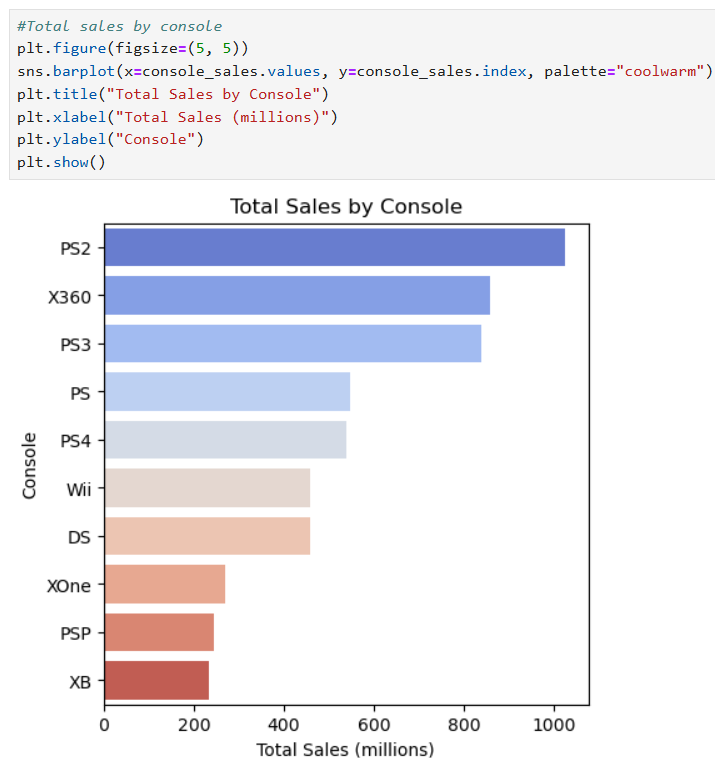 #Total sales by console
plt.figure(figsize=(5, 5))
sns.barplot(x=console_sales.values, y=console_sales.index, palette="coolwarm")
plt.title("Total Sales by Console")
plt.xlabel("Total Sales (millions)")
plt.ylabel("Console")
plt.show()
Total Sales by Console
PS2
X360
PS3
PS
PS4
Console
Wii
DS
XOne
PSP
XB
0 200 400 600 800 1000
Total Sales (millions)